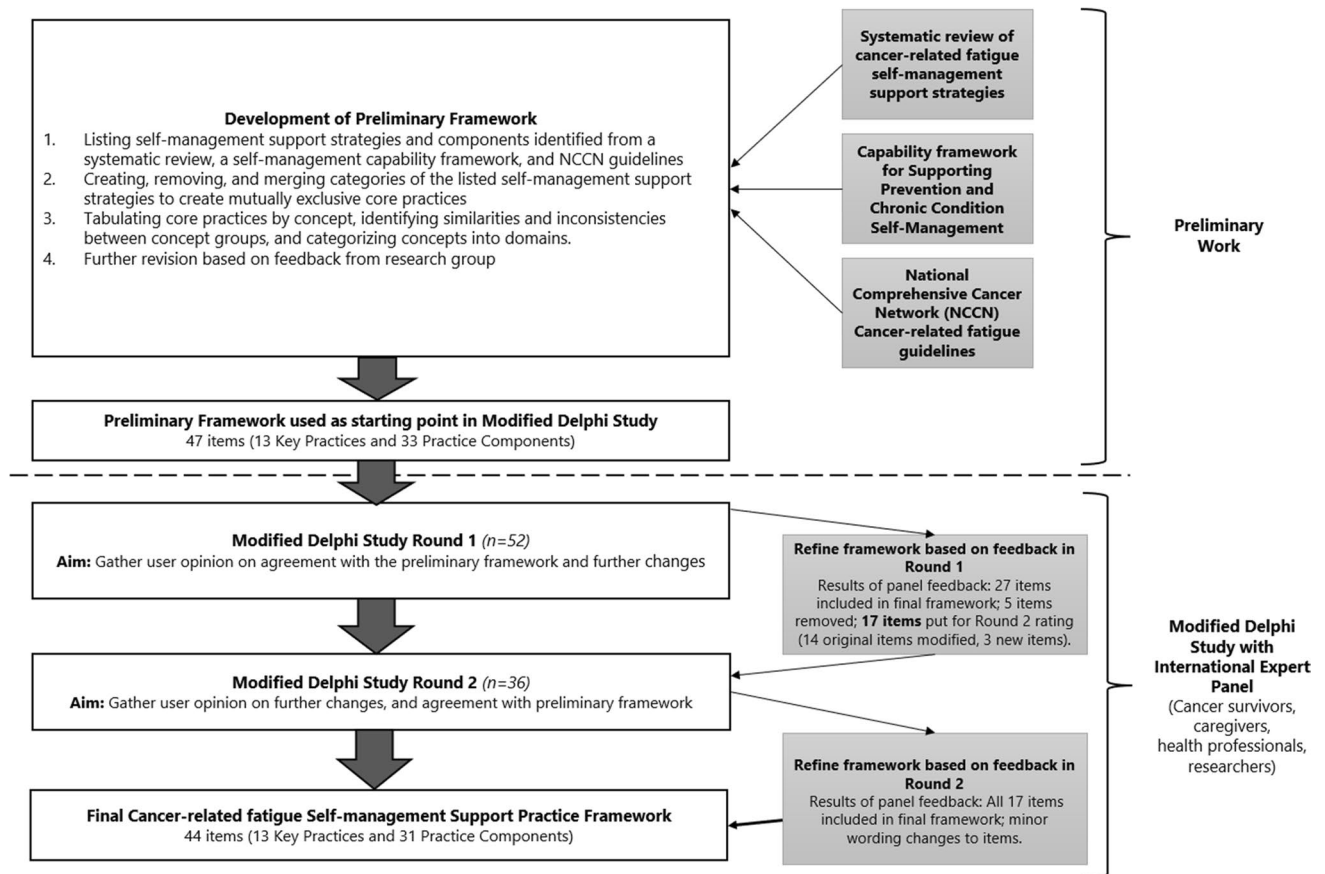 Development of Preliminary Framework
1. Listing self-management support strategies and components identified from a
systematic review, a self-management capability framework, and NCCN guidelines
2. Creating, removing, and merging categories of the listed self-management support
strategies to create mutually exclusive core practices
3. Tabulating core practices by concept, identifying similarities and inconsistencies
between concept groups, and categorizing concepts into domains.
4. Further revision based on feedback from research group
Systematic review of
cancer-related fatigue
self-management
support strategies
Capability framework
for Supporting
Prevention and
Chronic Condition
Self-Management
National
Comprehensive Cancer
Network (NCCN)
Cancer-related fatigue
guidelines
Preliminary
Work
Preliminary Framework used as starting point in Modified Delphi Study
47 items (13 Key Practices and 33 Practice Components)
Modified Delphi Study Round 1 (n=52)
Aim: Gather user opinion on agreement with the preliminary framework and further changes
Refine framework based on feedback in
Round 1
Results of panel feedback: 27 items
included in final framework; 5 items
removed; 17 items put for Round 2 rating
(14 original items modified, 3 new items).
Modified Delphi Study Round 2 (n=36)
Aim: Gather user opinion on further changes, and agreement with preliminary framework
Refine framework based on feedback in
Round 2
Results of panel feedback: All 17 items
included in final framework; minor
wording changes to items.
Final Cancer-related fatigue Self-management Support Practice Framework
44 items (13 Key Practices and 31 Practice Components)
Modified Delphi
Study with
International Expert
Panel
(Cancer survivors,
caregivers,
health professionals,
researchers)